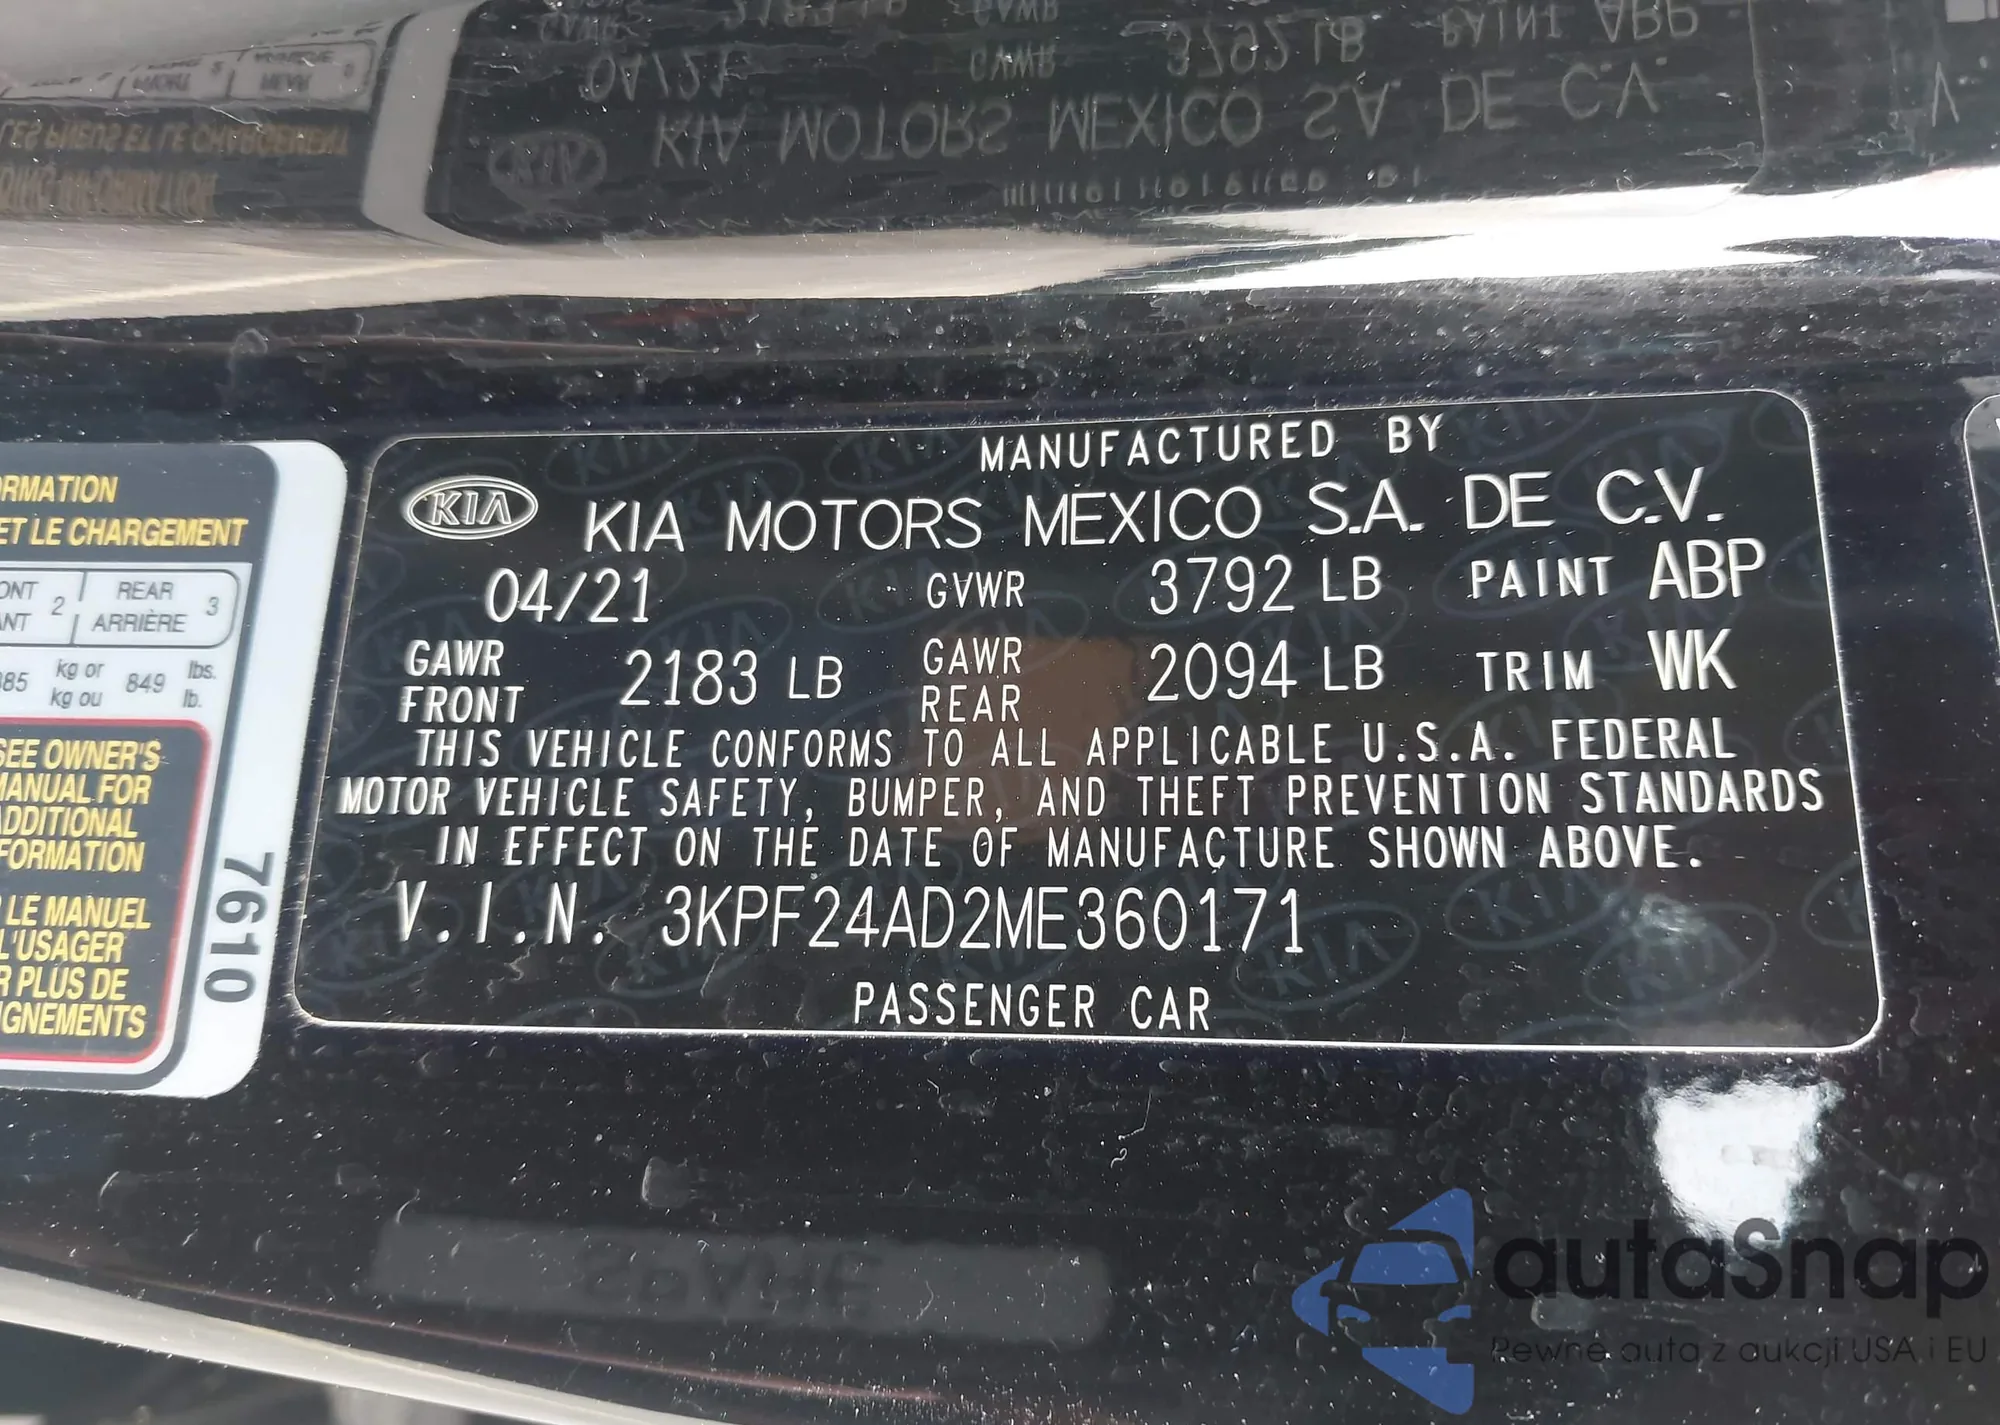 MANUFACTURED BY
KIA KIA MOTORS MEXICO S.A. DE C.V.
04/21 GVWR 3792 LB PAINT ABP
GAWR FRONT 2183 LB GAWR REAR 2094 LB TRIM WK
THIS VEHICLE CONFORMS TO ALL APPLICABLE U.S.A. FEDERAL
MOTOR VEHICLE SAFETY, BUMPER, AND THEFT PREVENTION STANDARDS
IN EFFECT ON THE DATE OF MANUFACTURE SHOWN ABOVE.
V.I.N. 3KPF24AD2ME360171
PASSENGER CAR
ET LE CHARGEMENT
2 REAR 3
ARRIÈRE
kg or 849 lbs.
kg ou lb.
SEE OWNER'S
MANUAL FOR
ADDITIONAL
LE MANUEL
L'USAGER
PLUS DE
7610
autaSnap
Pewne auta z aukcji USA i EU